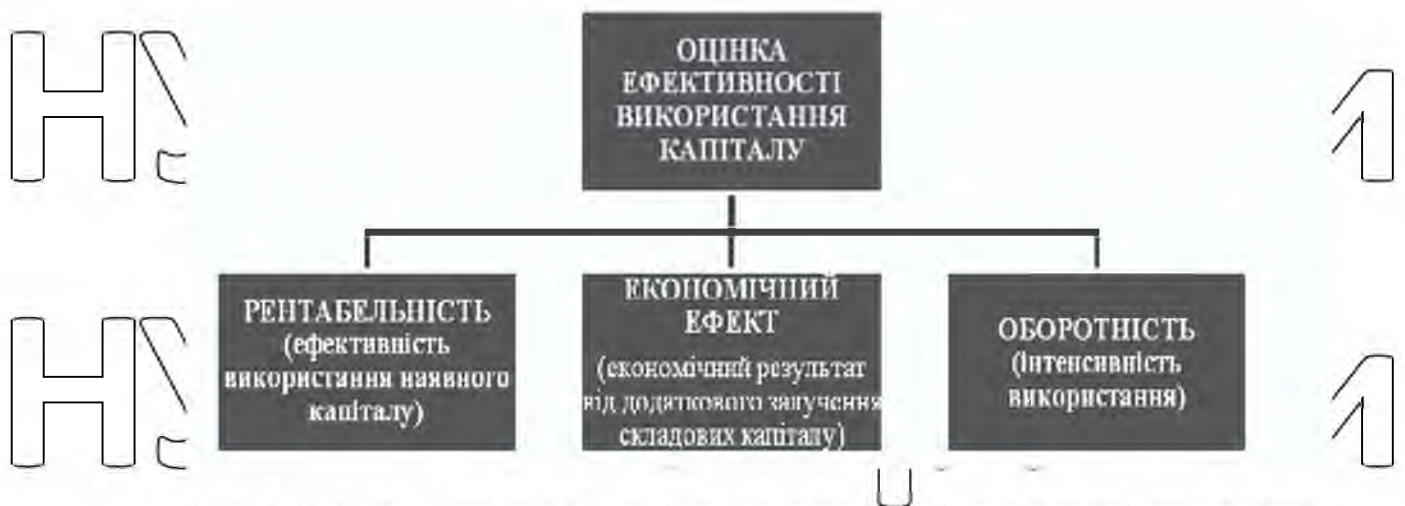 ОЦІНКА
ЕФЕКТИВНОСТІ
ВИКОРИСТАННЯ
КАПІТАЛУ
РЕНТАБЕЛЬНІСТЬ
(ефективність
використання наявного
капіталу)
ЕКОНОМІЧНИЙ
ЕФЕКТ
(економічний результат
від додаткового залучення
складових капіталу)
ОБОРОТНІСТЬ
(інтенсивність
використання)